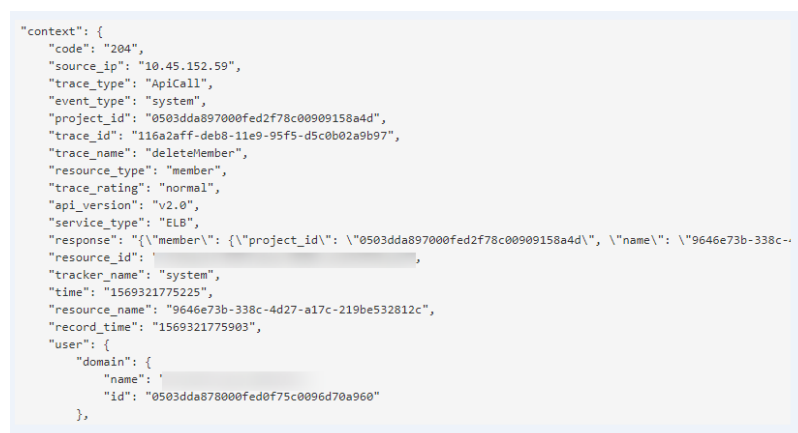 "context": {
"code": "204",
"source_ip": "10.45.152.59",
"trace_type": "ApiCall",
"event_type": "system",
"project_id": "0503dda897000fed2f78c00909158a4d",
"trace_id": "116a2aff-deb8-11e9-95f5-d5c0b02a9b97",
"trace_name": "deleteMember",
"resource_type": "member",
"trace_rating": "normal",
"api_version": "v2.0",
"service_type": "ELB",
"response": "{\"member\": {\"project_id\": \"0503dda897000fed2f78c00909158a4d\", \"name\": \"9646e73b-338c-4
"resource_id": "
,
"tracker_name": "system",
"time": "1569321775225",
"resource_name": "9646e73b-338c-4d27-a17c-219be532812c",
"record_time": "1569321775903",
"user": {
"domain": {
"name": "
"id": "0503dda878000fed0f75c0096d70a960"
},